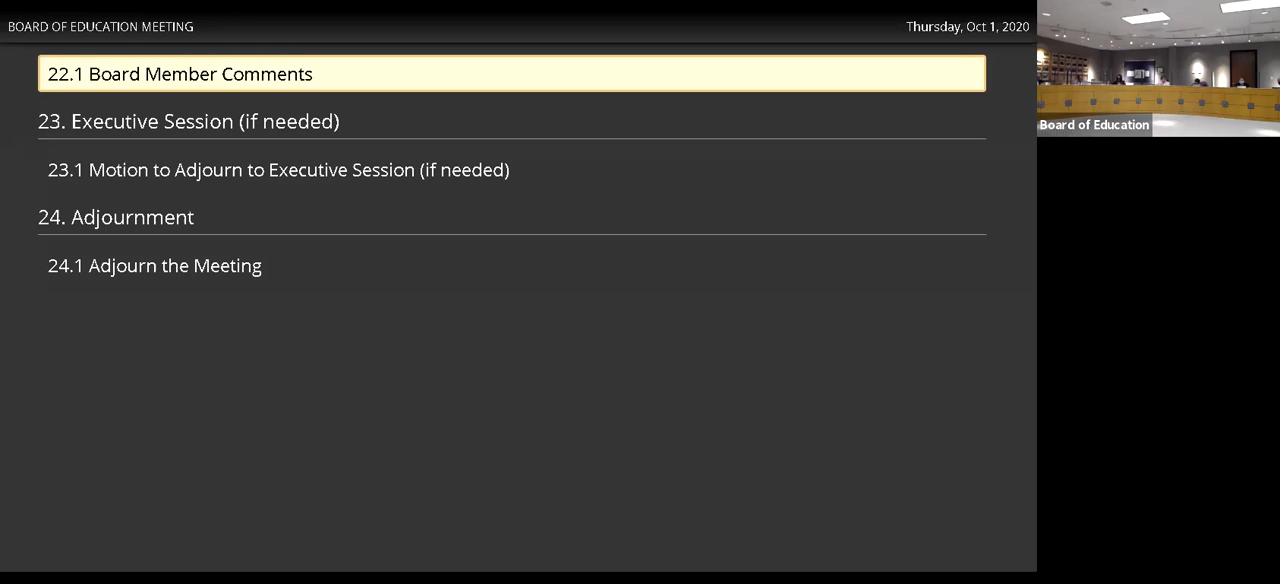 BOARD OF EDUCATION MEETING
Thursday, Oct 1, 2020
22.1 Board Member Comments
23. Executive Session (if needed)
23.1 Motion to Adjourn to Executive Session (if needed)
24. Adjournment
24.1 Adjourn the Meeting
Board of Education